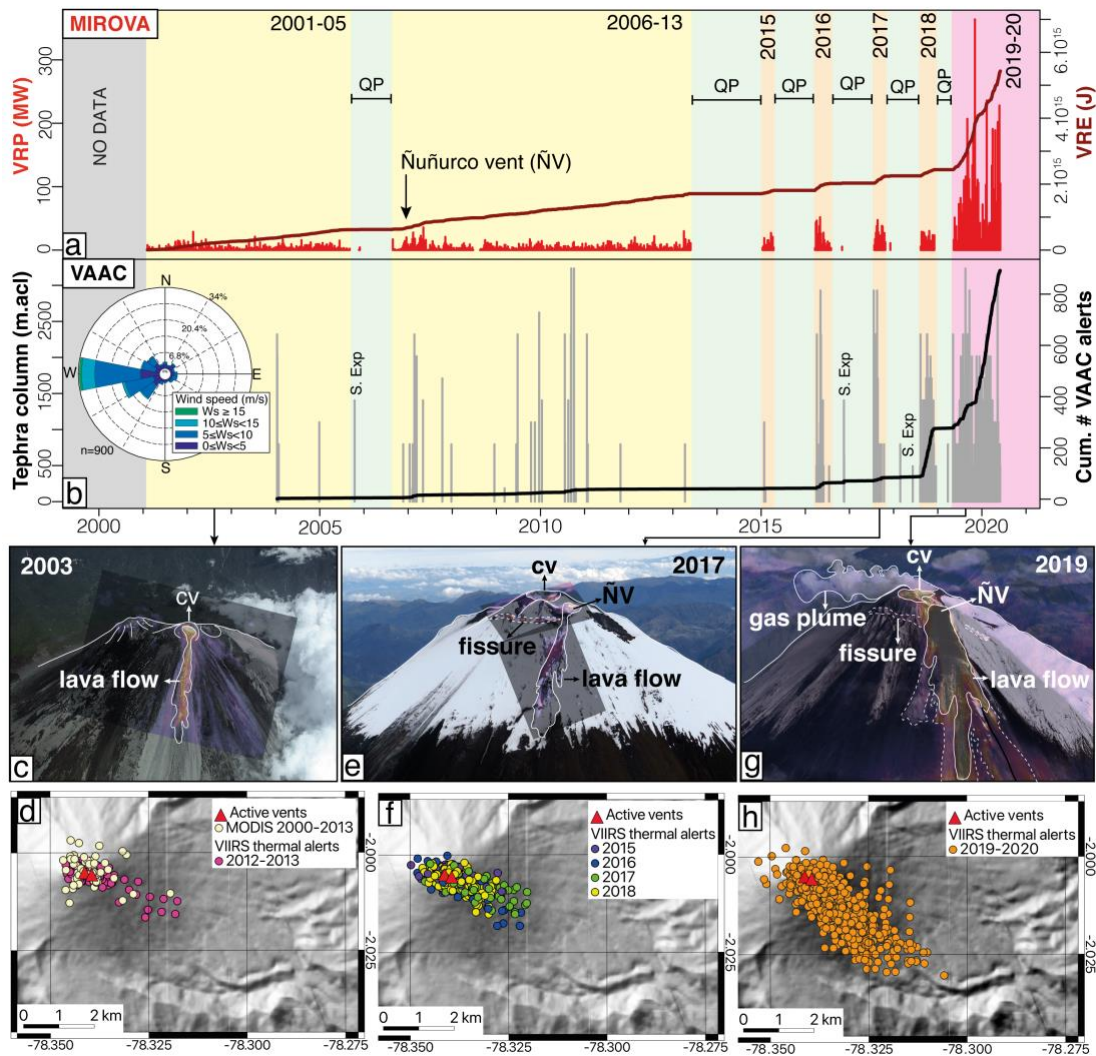 MIROVA
2001-05
2006-13
2015
2016
2017
2018
2019-20
VRP (MW)
300
200
100
0
NO DATA
QP
QP
QP
QP
QP
QP
Ñuñurco vent (ÑV)
6.10¹⁵
4.10¹⁵
2.10¹⁵
0
VRE (J)
a
VAAC
Tephra column (m.acl)
2500
1500
500
0
N
34%
20.4%
6.8%
W
E
S
Wind speed (m/s)
Ws ≥ 15
10≤Ws<15
5≤Ws<10
0≤Ws<5
n=900
S. Exp
S. Exp
S. Exp
800
600
400
200
0
Cum. # VAAC alerts
b
2000
2005
2010
2015
2020
2003
cv
lava flow
c
2017
cv
ÑV
fissure
lava flow
e
2019
cv
ÑV
gas plume
fissure
lava flow
g
d
Active vents
MODIS 2000-2013
VIIRS thermal alerts
2012-2013
-2.000
-2.025
0 1 2 km
-78.350
-78.325
-78.300
-78.275
f
Active vents
VIIRS thermal alerts
2015
2016
2017
2018
-2.000
-2.025
0 1 2 km
-78.350
-78.325
-78.300
-78.275
h
Active vents
VIIRS thermal alerts
2019-2020
-2.000
-2.025
0 1 2 km
-78.350
-78.325
-78.300
-78.275